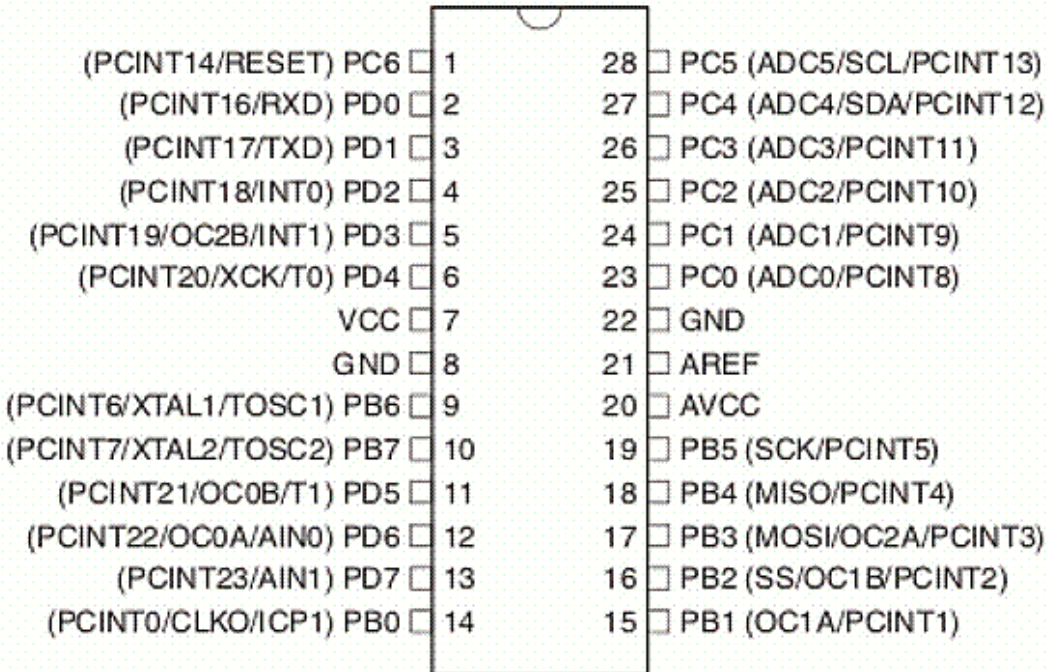 (PCINT14/RESET) PC6 1 28 PC5 (ADC5/SCL/PCINT13)
(PCINT16/RXD) PD0 2 27 PC4 (ADC4/SDA/PCINT12)
(PCINT17/TXD) PD1 3 26 PC3 (ADC3/PCINT11)
(PCINT18/INT0) PD2 4 25 PC2 (ADC2/PCINT10)
(PCINT19/OC2B/INT1) PD3 5 24 PC1 (ADC1/PCINT9)
(PCINT20/XCK/T0) PD4 6 23 PC0 (ADC0/PCINT8)
VCC 7 22 GND
GND 8 21 AREF
(PCINT6/XTAL1/TOSC1) PB6 9 20 AVCC
(PCINT7/XTAL2/TOSC2) PB7 10 19 PB5 (SCK/PCINT5)
(PCINT21/OC0B/T1) PD5 11 18 PB4 (MISO/PCINT4)
(PCINT22/OC0A/AIN0) PD6 12 17 PB3 (MOSI/OC2A/PCINT3)
(PCINT23/AIN1) PD7 13 16 PB2 (SS/OC1B/PCINT2)
(PCINT0/CLKO/ICP1) PB0 14 15 PB1 (OC1A/PCINT1)